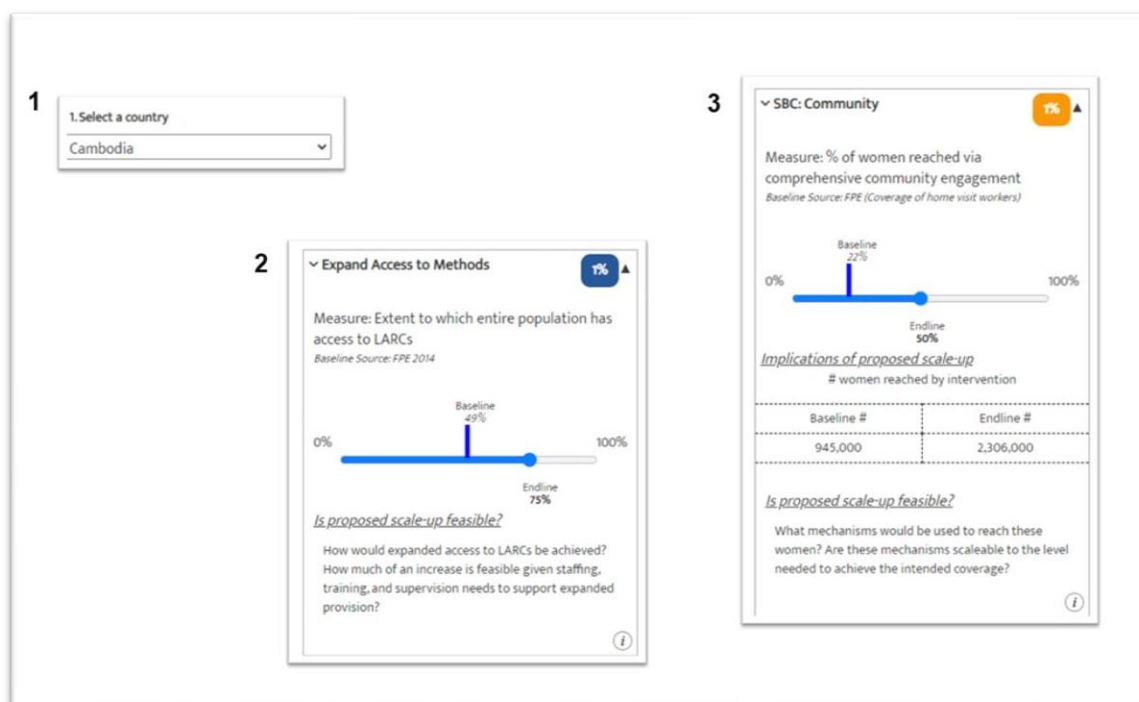 1
1.Select a country
Cambodia
2
Expand Access to Methods
1%
Measure: Extent to which entire population has
access to LARCs
Baseline Source: FPE 2014
Baseline
49%
0%
100%
Endline
75%
Is proposed scale-up feasible?
How would expanded access to LARCs be achieved?
How much of an increase is feasible given staffing,
training, and supervision needs to support expanded
provision?
i
3
SBC: Community
1%
Measure: % of women reached via
comprehensive community engagement
Baseline Source: FPE (Coverage of home visit workers)
Baseline
22%
0%
100%
Endline
50%
Implications of proposed scale-up
# women reached by intervention
Baseline # Endline #
945,000 2,306,000
Is proposed scale-up feasible?
What mechanisms would be used to reach these
women? Are these mechanisms scaleable to the level
needed to achieve the intended coverage?
i